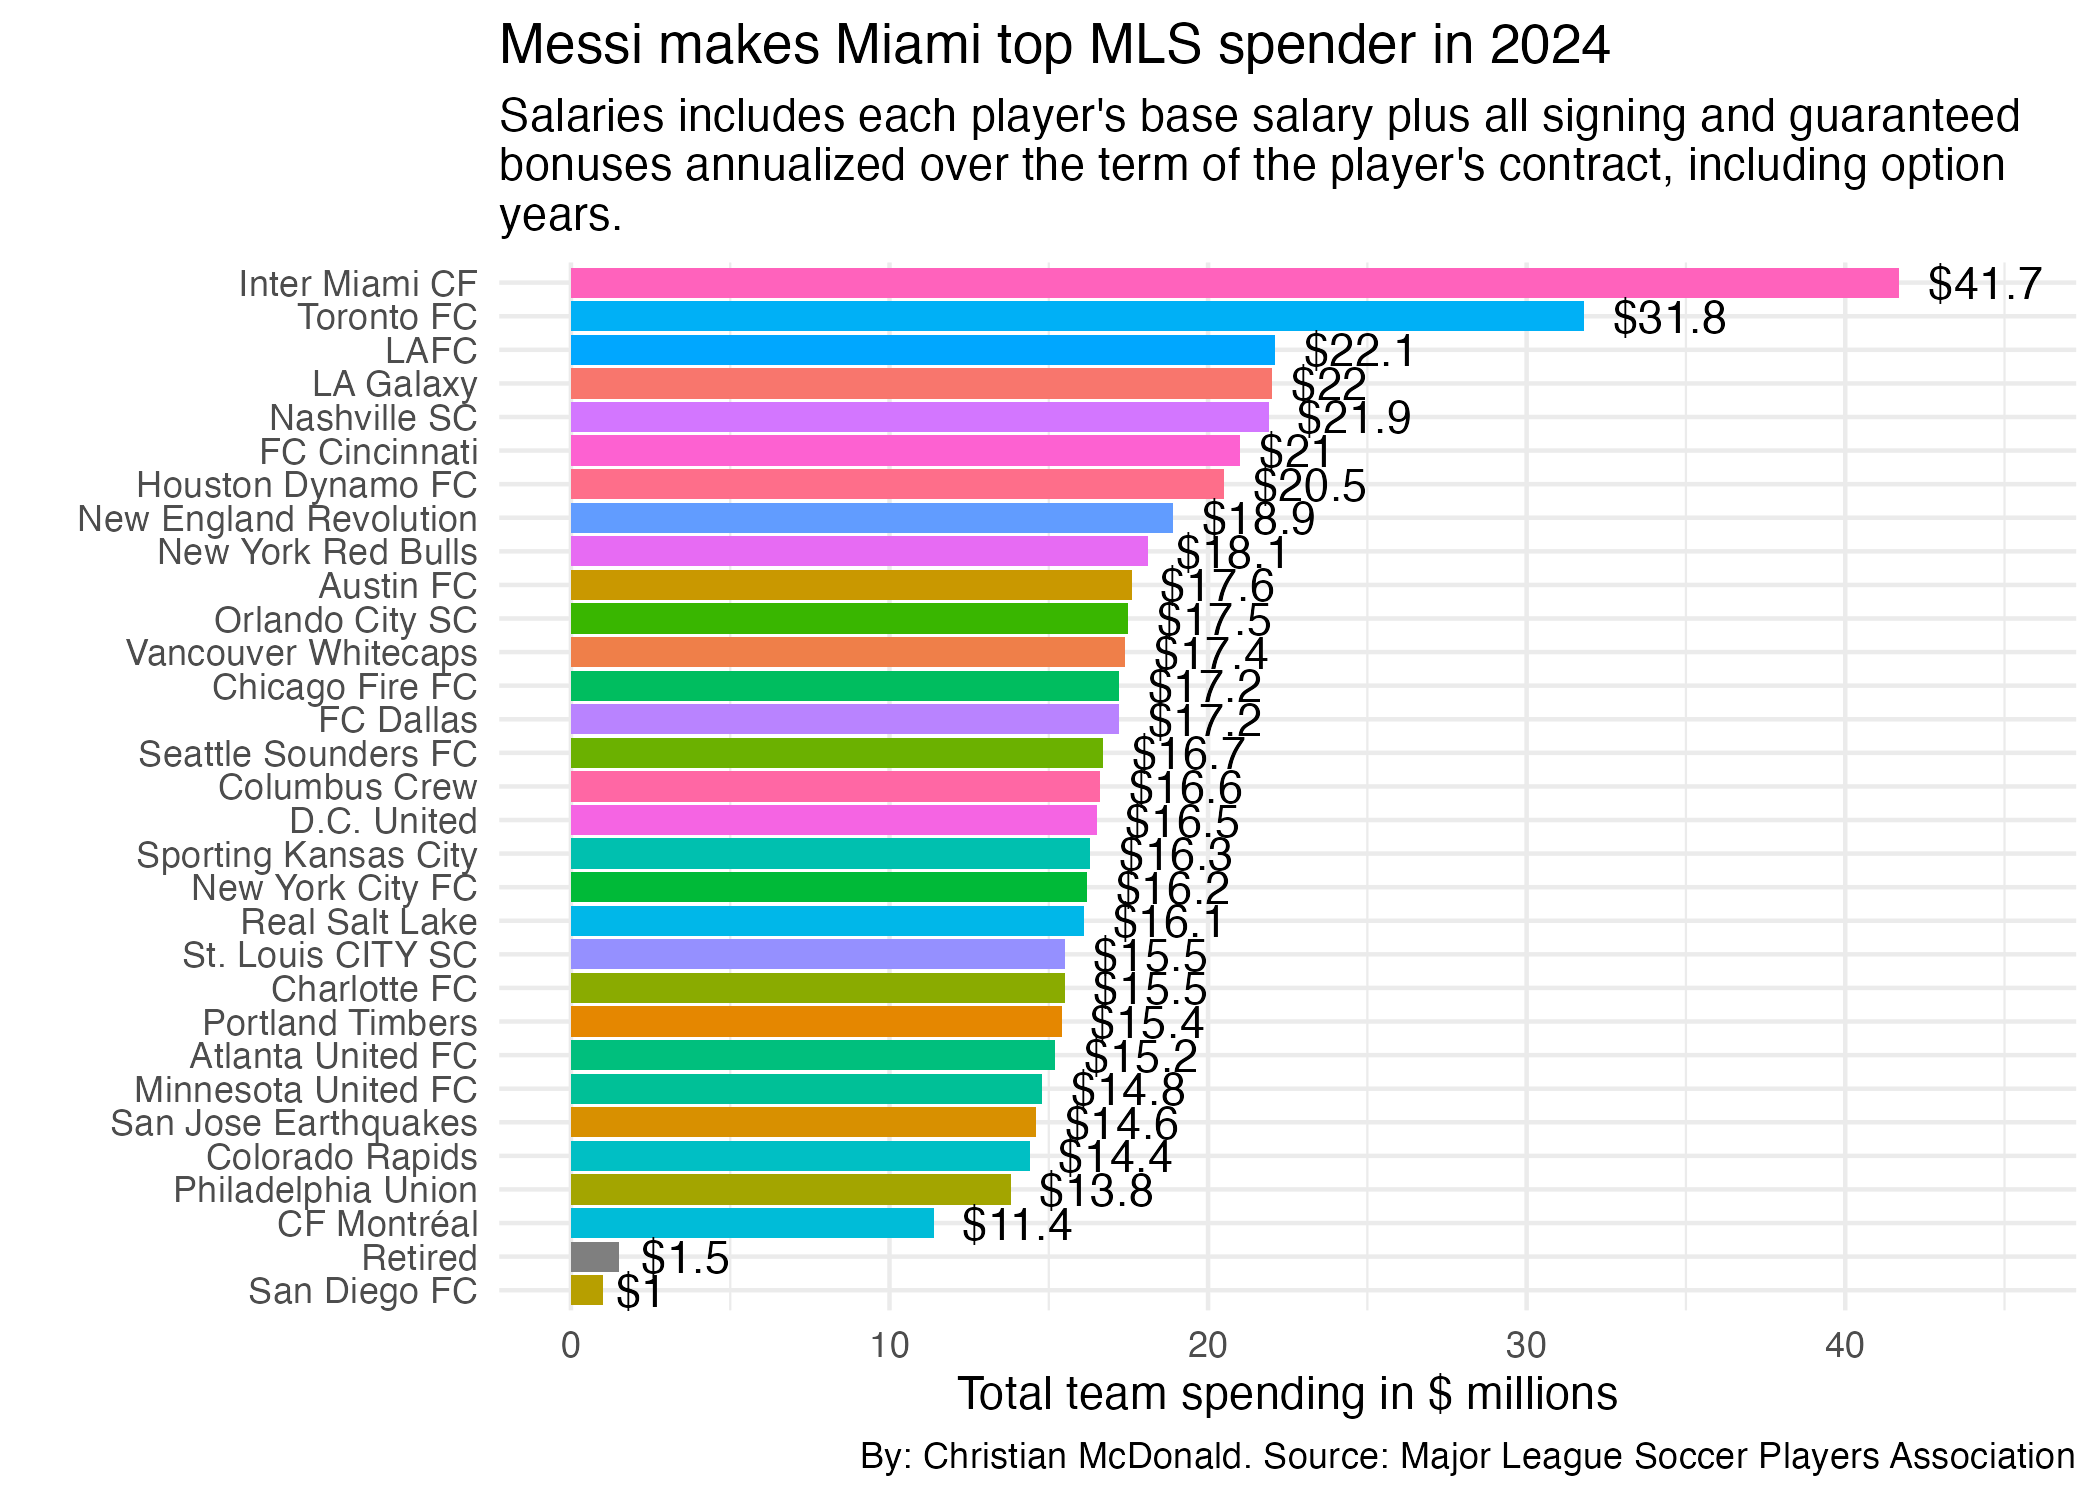 Messi makes Miami top MLS spender in 2024
Salaries includes each player's base salary plus all signing and guaranteed
bonuses annualized over the term of the player's contract, including option
years.
Inter Miami CF $41.7
Toronto FC $31.8
LAFC $22.1
LA Galaxy $22
Nashville SC $21.9
FC Cincinnati $21
Houston Dynamo FC $20.5
New England Revolution $18.9
New York Red Bulls $18.1
Austin FC $17.6
Orlando City SC $17.5
Vancouver Whitecaps $17.4
Chicago Fire FC $17.2
FC Dallas $17.2
Seattle Sounders FC $16.7
Columbus Crew $16.6
D.C. United $16.5
Sporting Kansas City $16.3
New York City FC $16.2
Real Salt Lake $16.1
St. Louis CITY SC $15.5
Charlotte FC $15.5
Portland Timbers $15.4
Atlanta United FC $15.2
Minnesota United FC $14.8
San Jose Earthquakes $14.6
Colorado Rapids $14.4
Philadelphia Union $13.8
CF Montréal $11.4
Retired $1.5
San Diego FC $1
0 10 20 30 40
Total team spending in $ millions
By: Christian McDonald. Source: Major League Soccer Players Association